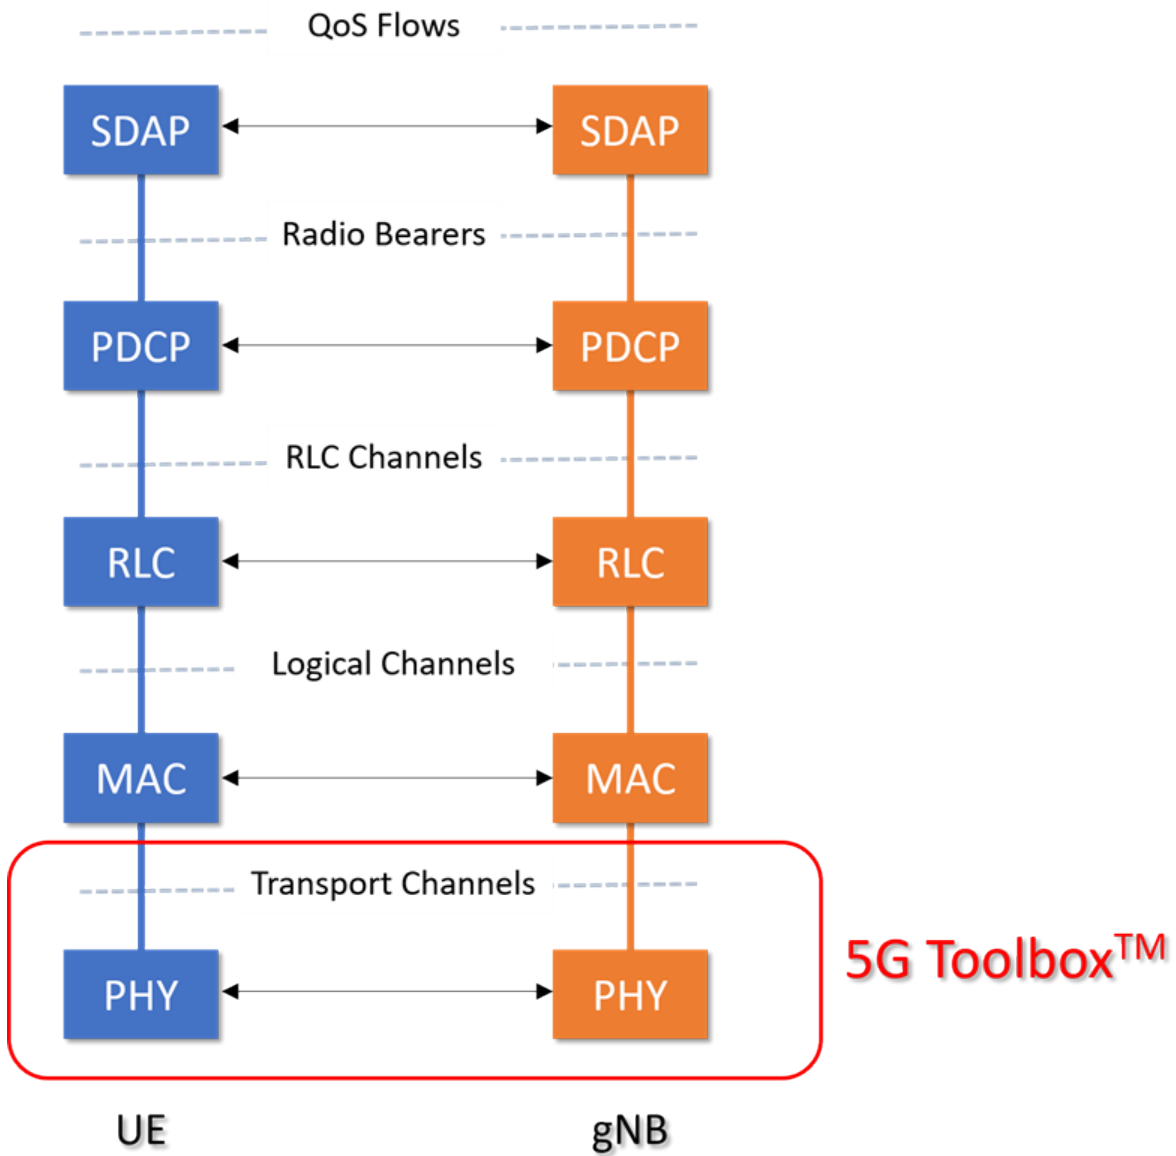 QoS Flows
SDAP SDAP
Radio Bearers
PDCP PDCP
RLC Channels
RLC RLC
Logical Channels
MAC MAC
Transport Channels
5G Toolbox™
PHY PHY
UE gNB